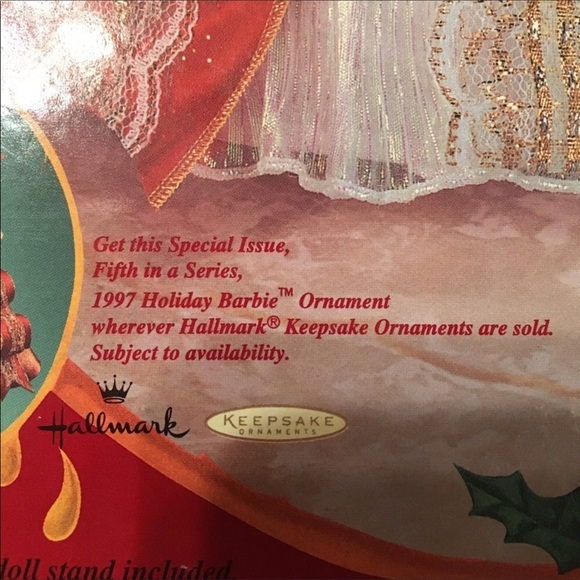 Get this Special Issue,
Fifth in a Series,
1997 Holiday Barbie™ Ornament
wherever Hallmark® Keepsake Ornaments are sold.
Subject to availability.
Hallmark
KEEPSAKE
ORNAMENTS
doll stand included.